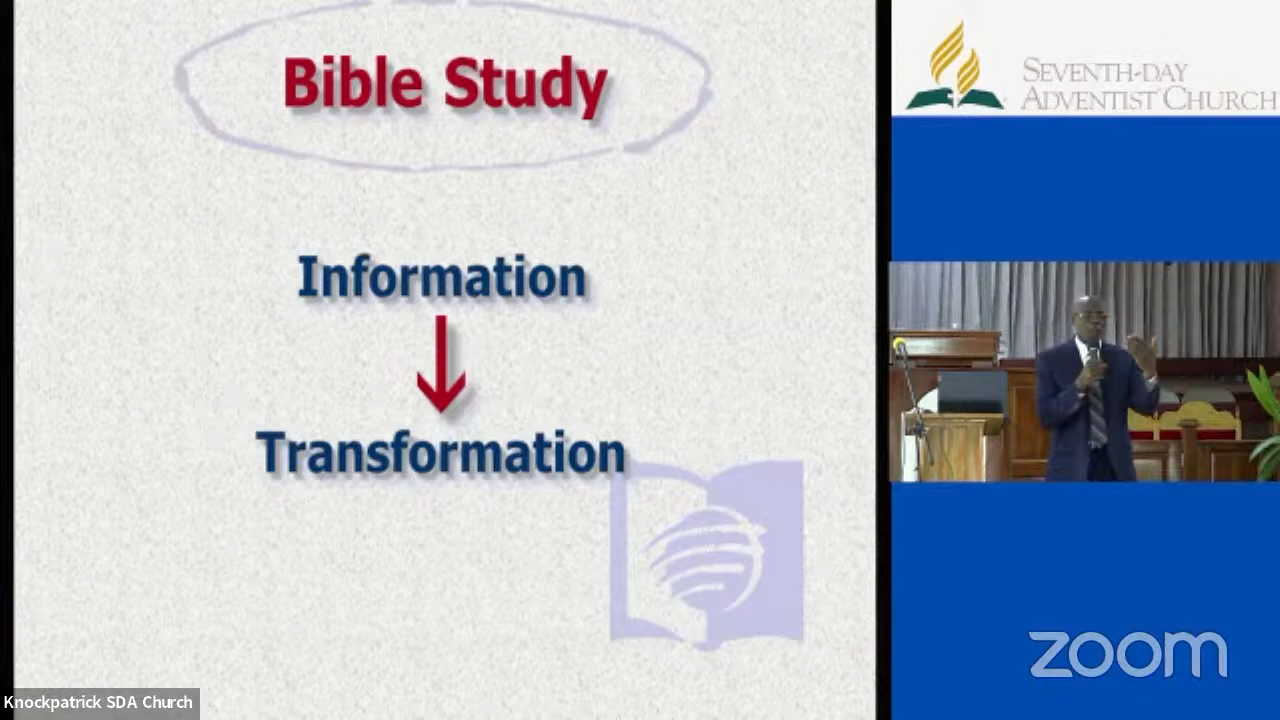 Bible Study
Information
Transformation
SEVENTH-DAY
ADVENTIST CHURCH
zoom
Knockpatrick SDA Church